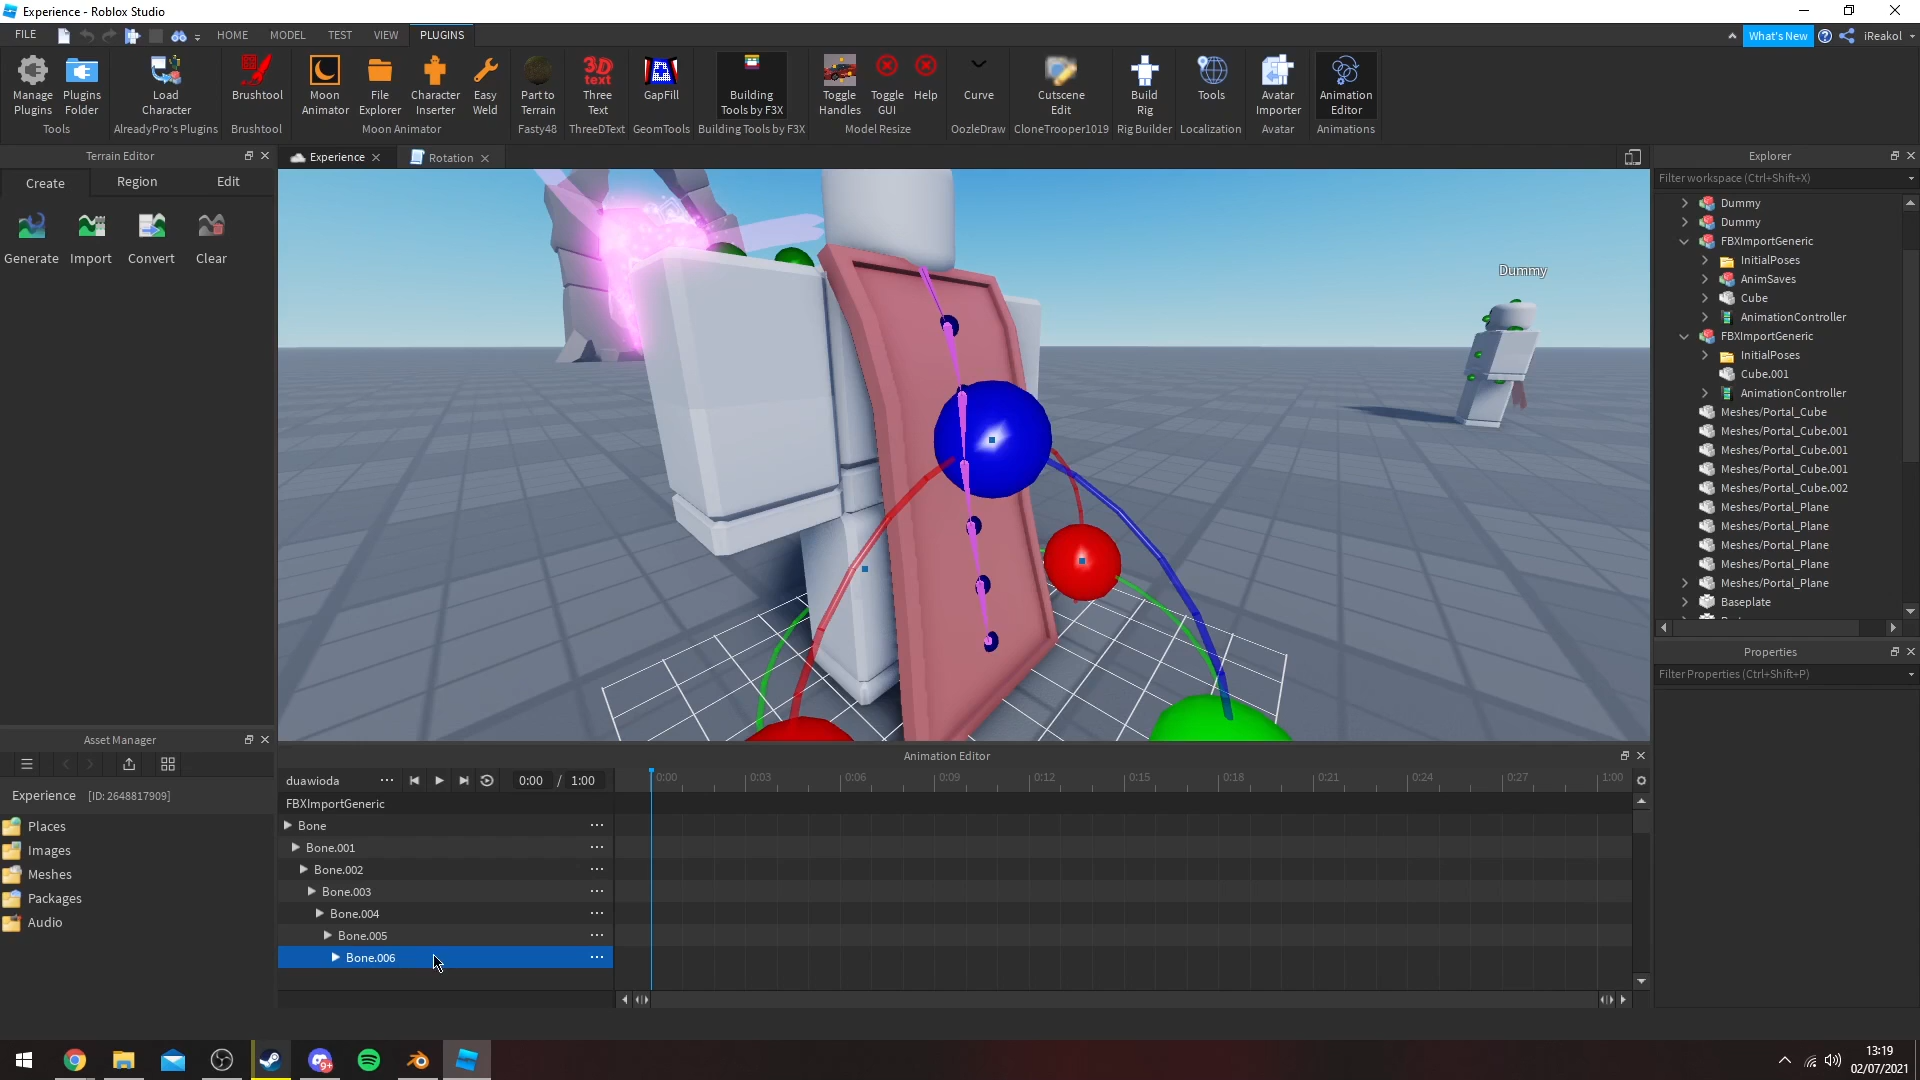 Experience - Roblox Studio
FILE HOME MODEL TEST VIEW PLUGINS What's New iReakol
Manage Plugins
Plugins Folder
Load Character
Brushtool
Moon Animator
File Explorer
Character Inserter
Easy Weld
Part to Terrain
Three Text
3D text
GapFill
Building Tools by F3X
Toggle Handles
Toggle GUI
Help
Curve
Cutscene Edit
Build Rig
Tools
Avatar Importer
Animation Editor
Tools AlreadyPro's Plugins Brushtool Moon Animator Fasty48 ThreeDText GeomTools Building Tools by F3X Model Resize OozleDraw CloneTrooper1019 Rig Builder Localization Avatar Animations
Terrain Editor
Create Region Edit
Generate Import Convert Clear
Experience Rotation
Dummy
Explorer
Filter workspace (Ctrl+Shift+X)
Dummy
Dummy
FBXImportGeneric
InitialPoses
AnimSaves
Cube
AnimationController
FBXImportGeneric
InitialPoses
Cube.001
AnimationController
Meshes/Portal_Cube
Meshes/Portal_Cube.001
Meshes/Portal_Cube.001
Meshes/Portal_Cube.001
Meshes/Portal_Cube.002
Meshes/Portal_Plane
Meshes/Portal_Plane
Meshes/Portal_Plane
Meshes/Portal_Plane
Meshes/Portal_Plane
Baseplate
Properties
Filter Properties (Ctrl+Shift+P)
Asset Manager
Experience [ID: 2648817909]
Places
Images
Meshes
Packages
Audio
Animation Editor
duawioda 0:00 / 1:00
0:00 0:03 0:06 0:09 0:12 0:15 0:18 0:21 0:24 0:27 1:00
FBXImportGeneric
Bone
Bone.001
Bone.002
Bone.003
Bone.004
Bone.005
Bone.006
9+
13:19
02/07/2021